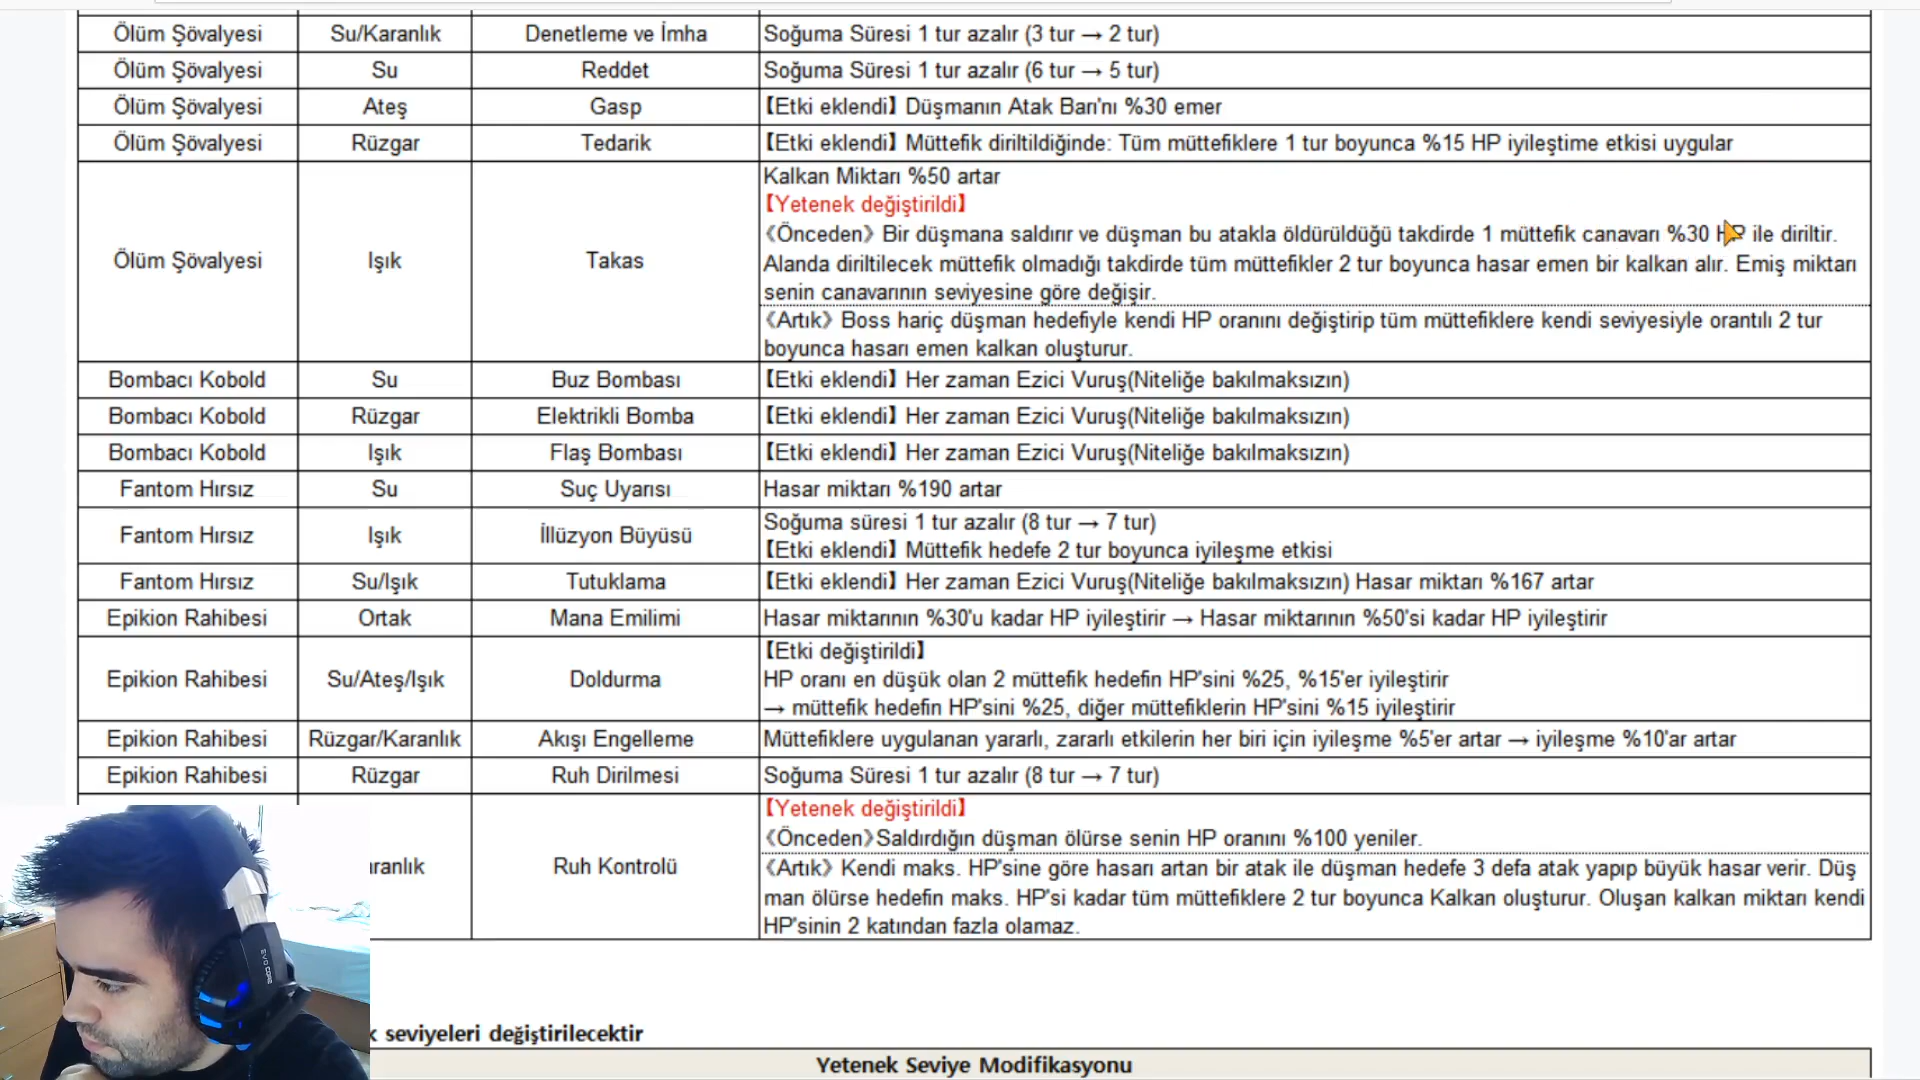 Ölüm Şövalyesi Su/Karanlık Denetleme ve İmha Soğuma Süresi 1 tur azalır (3 tur → 2 tur)
Ölüm Şövalyesi Su Reddet Soğuma Süresi 1 tur azalır (6 tur → 5 tur)
Ölüm Şövalyesi Ateş Gasp 【Etki eklendi】 Düşmanın Atak Barı'nı %30 emer
Ölüm Şövalyesi Rüzgar Tedarik 【Etki eklendi】 Müttefik diriltildiğinde: Tüm müttefiklere 1 tur boyunca %15 HP iyileştime etkisi uygular
Ölüm Şövalyesi Işık Takas
Kalkan Miktarı %50 artar
【Yetenek değiştirildi】
《Önceden》 Bir düşmana saldırır ve düşman bu atakla öldürüldüğü takdirde 1 müttefik canavarı %30 HP ile diriltir.
Alanda diriltilecek müttefik olmadığı takdirde tüm müttefikler 2 tur boyunca hasar emen bir kalkan alır. Emiş miktarı
senin canavarının seviyesine göre değişir.
《Artık》 Boss hariç düşman hedefiyle kendi HP oranını değiştirip tüm müttefiklere kendi seviyesiyle orantılı 2 tur
boyunca hasarı emen kalkan oluşturur.
Bombacı Kobold Su Buz Bombası 【Etki eklendi】 Her zaman Ezici Vuruş(Niteliğe bakılmaksızın)
Bombacı Kobold Rüzgar Elektrikli Bomba 【Etki eklendi】 Her zaman Ezici Vuruş(Niteliğe bakılmaksızın)
Bombacı Kobold Işık Flaş Bombası 【Etki eklendi】 Her zaman Ezici Vuruş(Niteliğe bakılmaksızın)
Fantom Hırsız Su Suç Uyarısı Hasar miktarı %190 artar
Fantom Hırsız Işık İllüzyon Büyüsü
Soğuma süresi 1 tur azalır (8 tur → 7 tur)
【Etki eklendi】 Müttefik hedefe 2 tur boyunca iyileşme etkisi
Fantom Hırsız Su/Işık Tutuklama 【Etki eklendi】 Her zaman Ezici Vuruş(Niteliğe bakılmaksızın) Hasar miktarı %167 artar
Epikion Rahibesi Ortak Mana Emilimi Hasar miktarının %30'u kadar HP iyileştirir → Hasar miktarının %50'si kadar HP iyileştirir
Epikion Rahibesi Su/Ateş/Işık Doldurma
【Etki değiştirildi】
HP oranı en düşük olan 2 müttefik hedefin HP'sini %25, %15'er iyileştirir
→ müttefik hedefin HP'sini %25, diğer müttefiklerin HP'sini %15 iyileştirir
Epikion Rahibesi Rüzgar/Karanlık Akışı Engelleme Müttefiklere uygulanan yararlı, zararlı etkilerin her biri için iyileşme %5'er artar → iyileşme %10'ar artar
Epikion Rahibesi Rüzgar Ruh Dirilmesi Soğuma Süresi 1 tur azalır (8 tur → 7 tur)
aranlık Ruh Kontrolü
【Yetenek değiştirildi】
《Önceden》Saldırdığın düşman ölürse senin HP oranını %100 yeniler.
《Artık》 Kendi maks. HP'sine göre hasarı artan bir atak ile düşman hedefe 3 defa atak yapıp büyük hasar verir. Düş
man ölürse hedefin maks. HP'si kadar tüm müttefiklere 2 tur boyunca Kalkan oluşturur. Oluşan kalkan miktarı kendi
HP'sinin 2 katından fazla olamaz.
k seviyeleri değiştirilecektir
Yetenek Seviye Modifikasyonu
EVO CORE